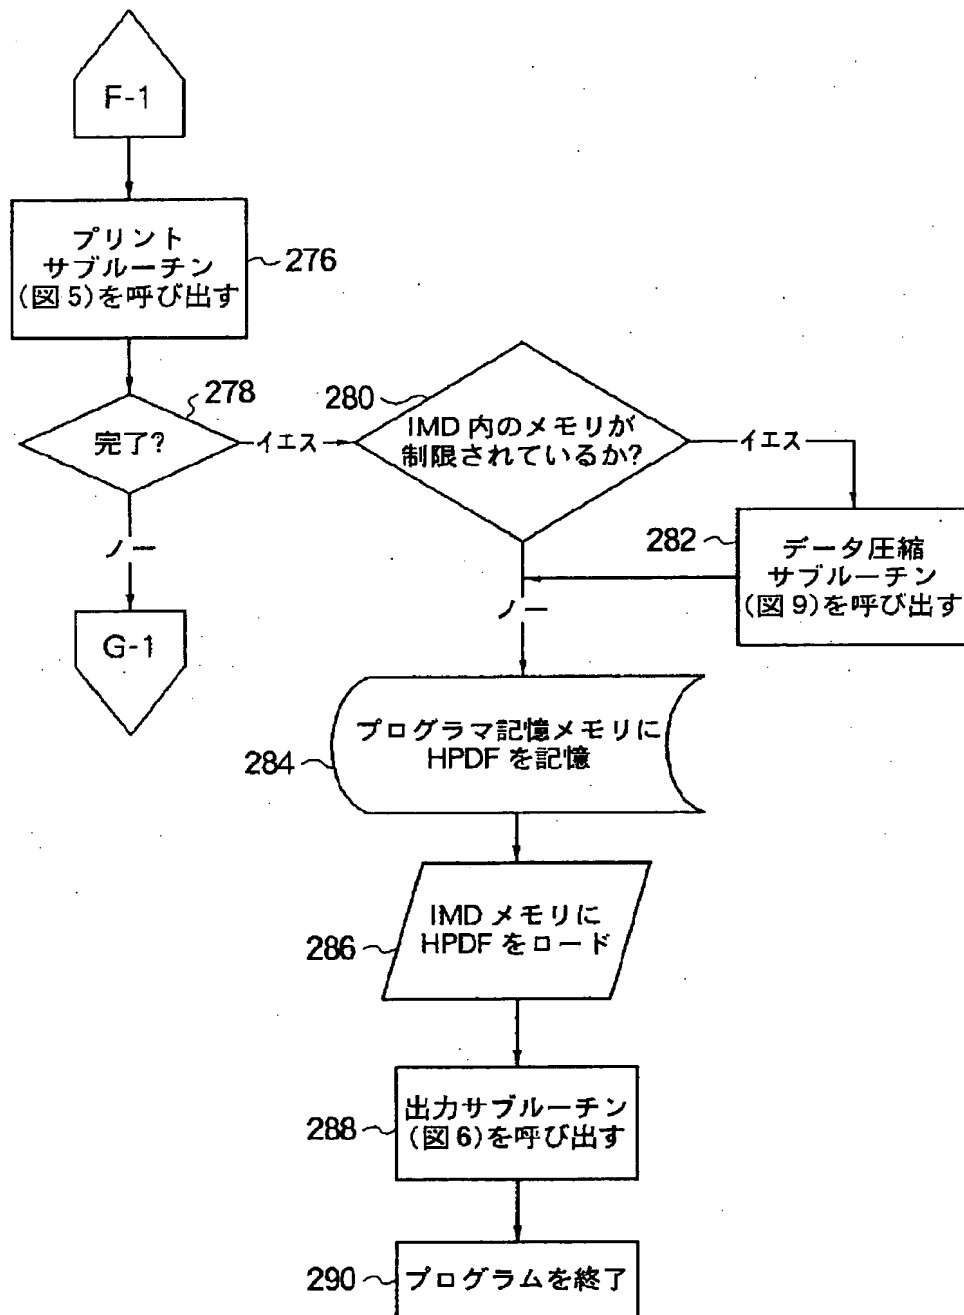 F-1
プリント
サブルーチン
(図5)を呼び出す
276
278
完了?
イエス
280
IMD 内のメモリが
制限されているか?
イエス
ノー
G-1
282
データ圧縮
サブルーチン
(図9)を呼び出す
ノー
プログラマ記憶メモリに
HPDF を記憶
284
IMD メモリに
HPDF をロード
286
出力サブルーチン
(図6)を呼び出す
288
290
プログラムを終了